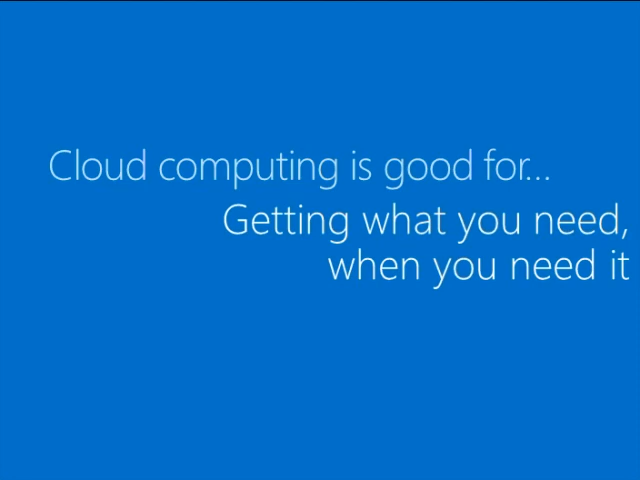 Cloud computing is good for...
Getting what you need,
when you need it